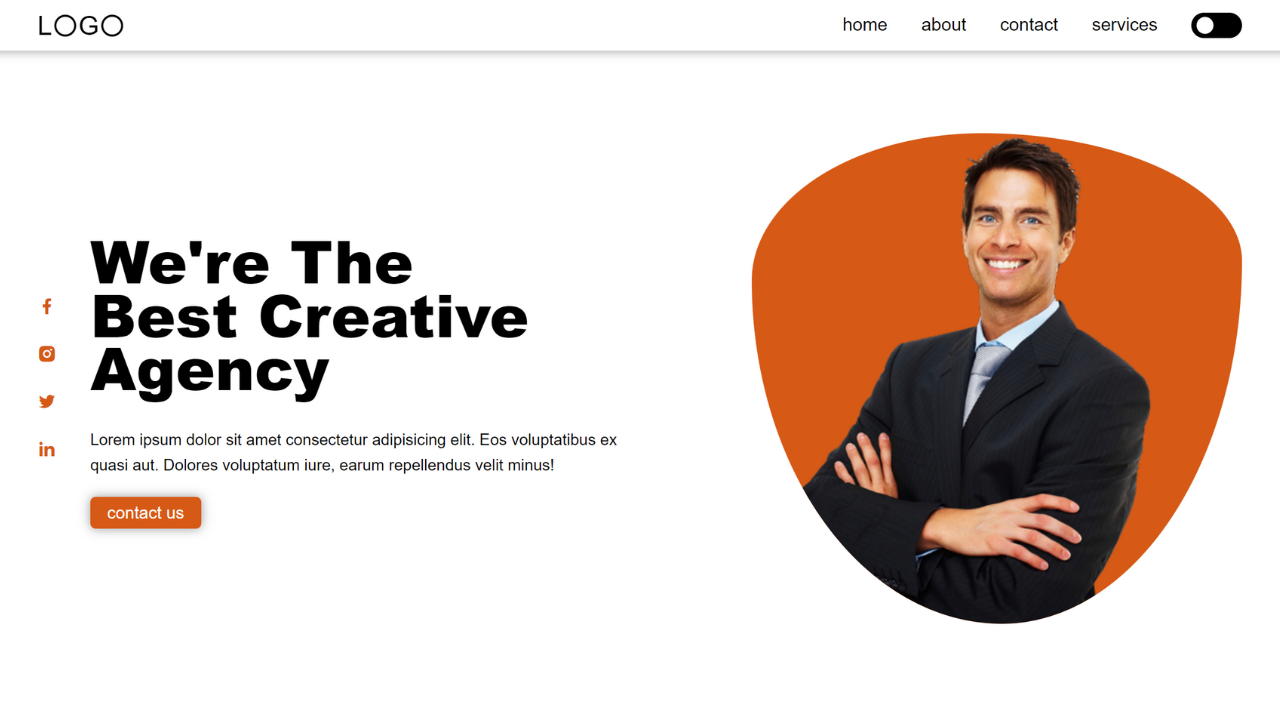 LOGO
home about contact services
We're The
Best Creative
Agency
Lorem ipsum dolor sit amet consectetur adipisicing elit. Eos voluptatibus ex
quasi aut. Dolores voluptatum iure, earum repellendus velit minus!
contact us